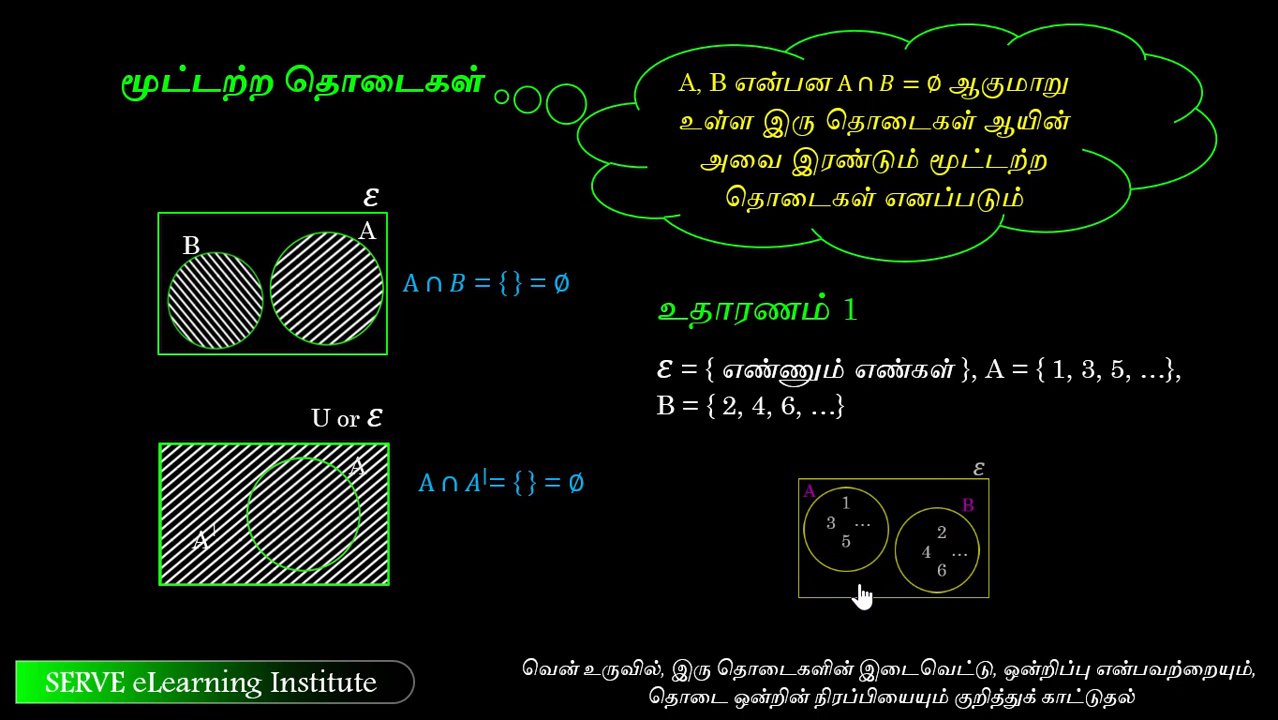 மூட்டற்ற தொடைகள்
A, B என்பன A ∩ B = ∅ ஆகுமாறு
உள்ள இரு தொடைகள் ஆயின்
அவை இரண்டும் மூட்டற்ற
தொடைகள் எனப்படும்
ε
B
A
A ∩ B = { } = ∅
U or ε
A
A|
A ∩ A|= { } = ∅
உதாரணம் 1
ε = { எண்ணும் எண்கள் }, A = { 1, 3, 5, ...},
B = { 2, 4, 6, ...}
ε
A
B
1
3 ...
5
2
4 ...
6
SERVE eLearning Institute
வென் உருவில், இரு தொடைகளின் இடைவெட்டு, ஒன்றிப்பு என்பவற்றையும்,
தொடை ஒன்றின் நிரப்பியையும் குறித்துக் காட்டுதல்